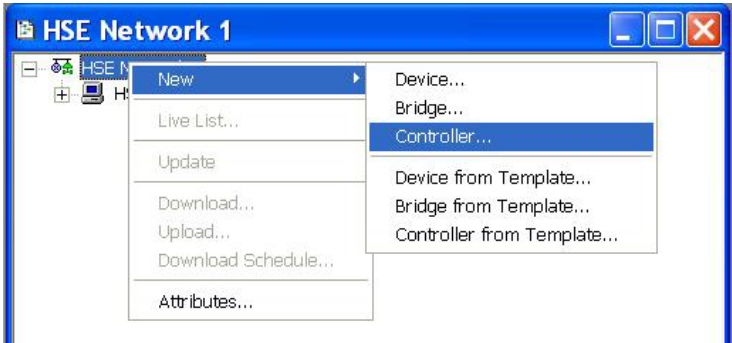 HSE Network 1
HSE N
New
H
Live List...
Update
Download...
Upload...
Download Schedule...
Attributes...
Device...
Bridge...
Controller...
Device from Template...
Bridge from Template...
Controller from Template...